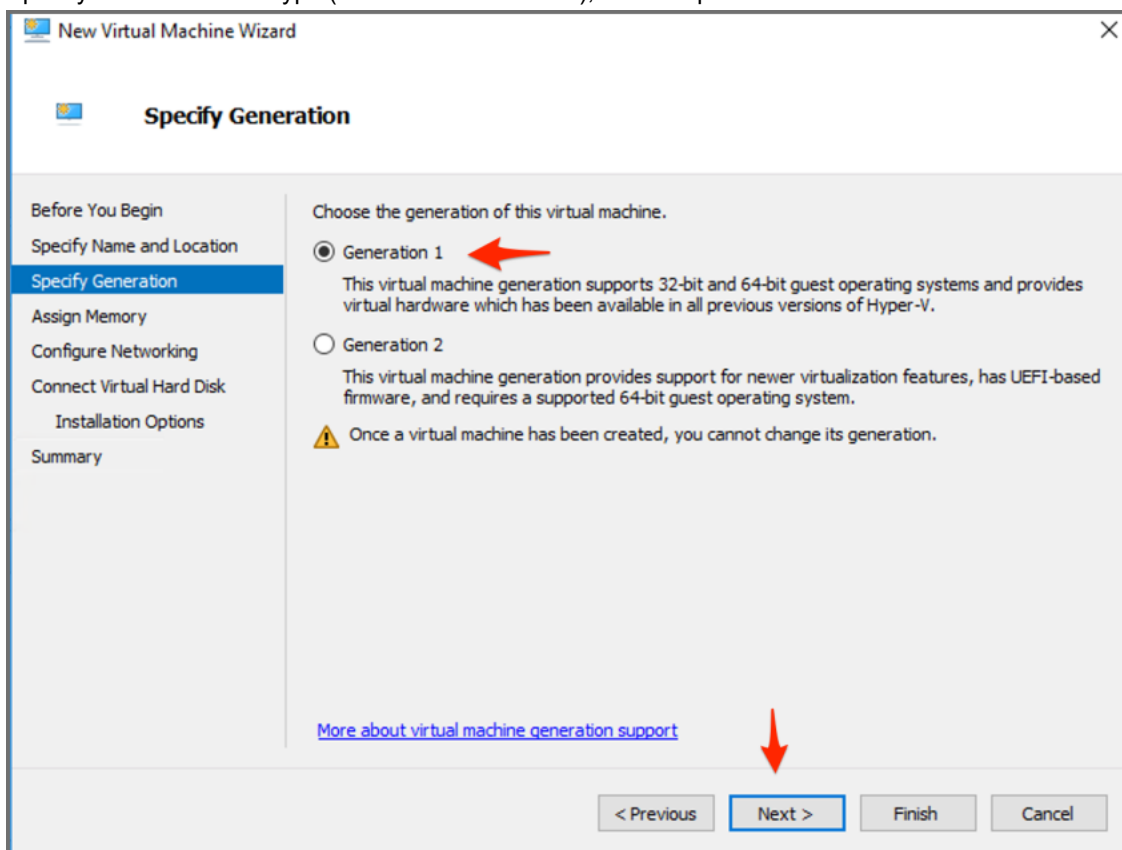 New Virtual Machine Wizard
Specify Generation
Before You Begin
Specify Name and Location
Specify Generation
Assign Memory
Configure Networking
Connect Virtual Hard Disk
Installation Options
Summary
Choose the generation of this virtual machine.
Generation 1
This virtual machine generation supports 32-bit and 64-bit guest operating systems and provides
virtual hardware which has been available in all previous versions of Hyper-V.
Generation 2
This virtual machine generation provides support for newer virtualization features, has UEFI-based
firmware, and requires a supported 64-bit guest operating system.
Once a virtual machine has been created, you cannot change its generation.
More about virtual machine generation support
< Previous
Next >
Finish
Cancel